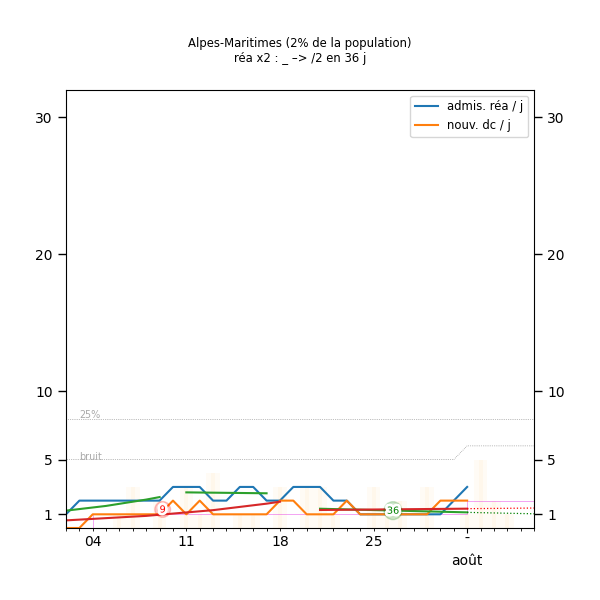 Alpes-Maritimes (2% de la population)
réa x2 : _ –> /2 en 36 j
admis. réa / j
nouv. dc / j
30 30
20 20
10 10
25%
bruit
5 5
9 36
1 1
04 11 18 25 -
août